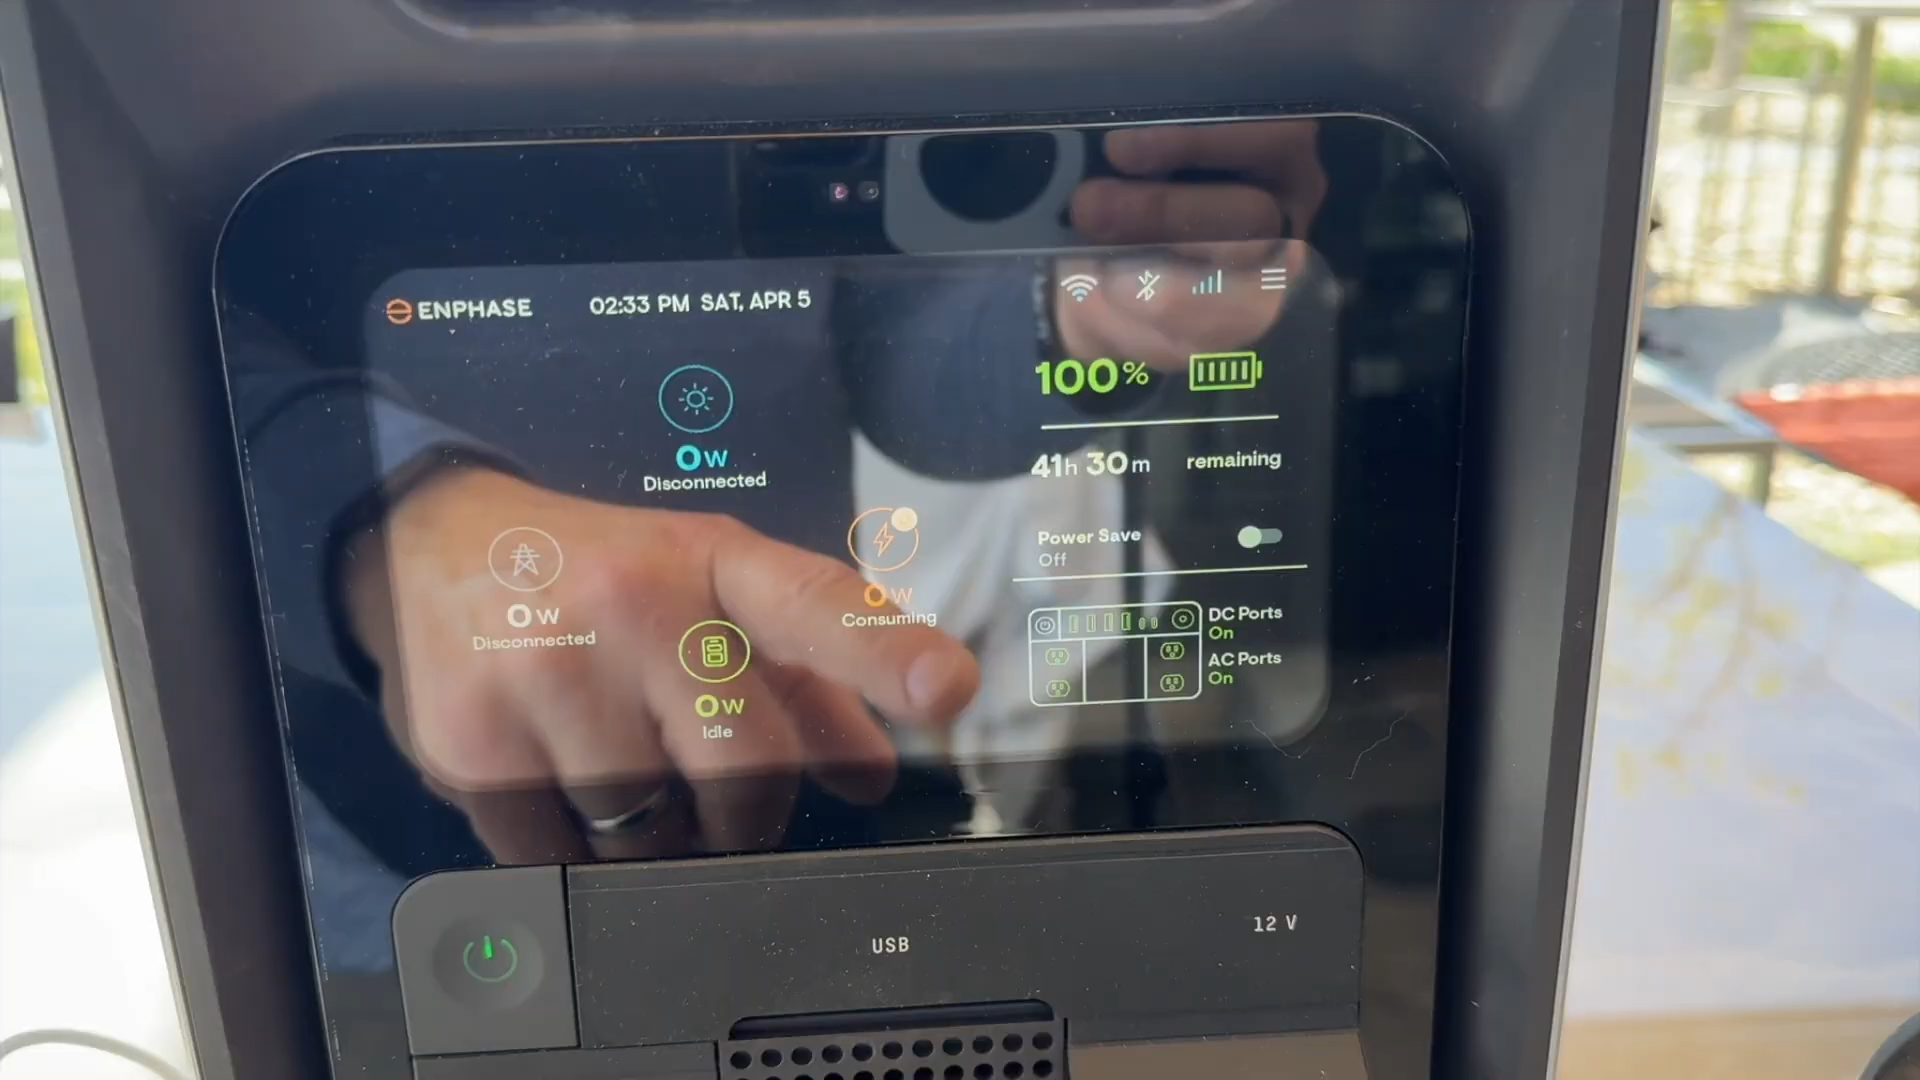 ENPHASE
02:33 PM SAT, APR 5
100%
0 W
Disconnected
41h 30m remaining
0 W
Consuming
Power Save
Off
0 W
Disconnected
DC Ports
On
AC Ports
On
0 W
Idle
USB
12 V